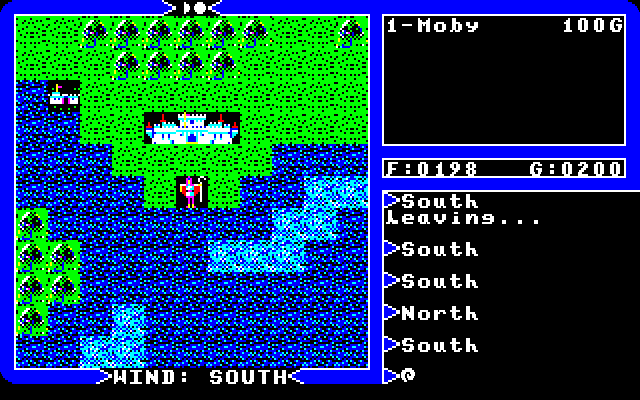 1-Moby 100G
F:0198 G:0200
South
Leaving...
South
South
North
South
@
WIND: SOUTH